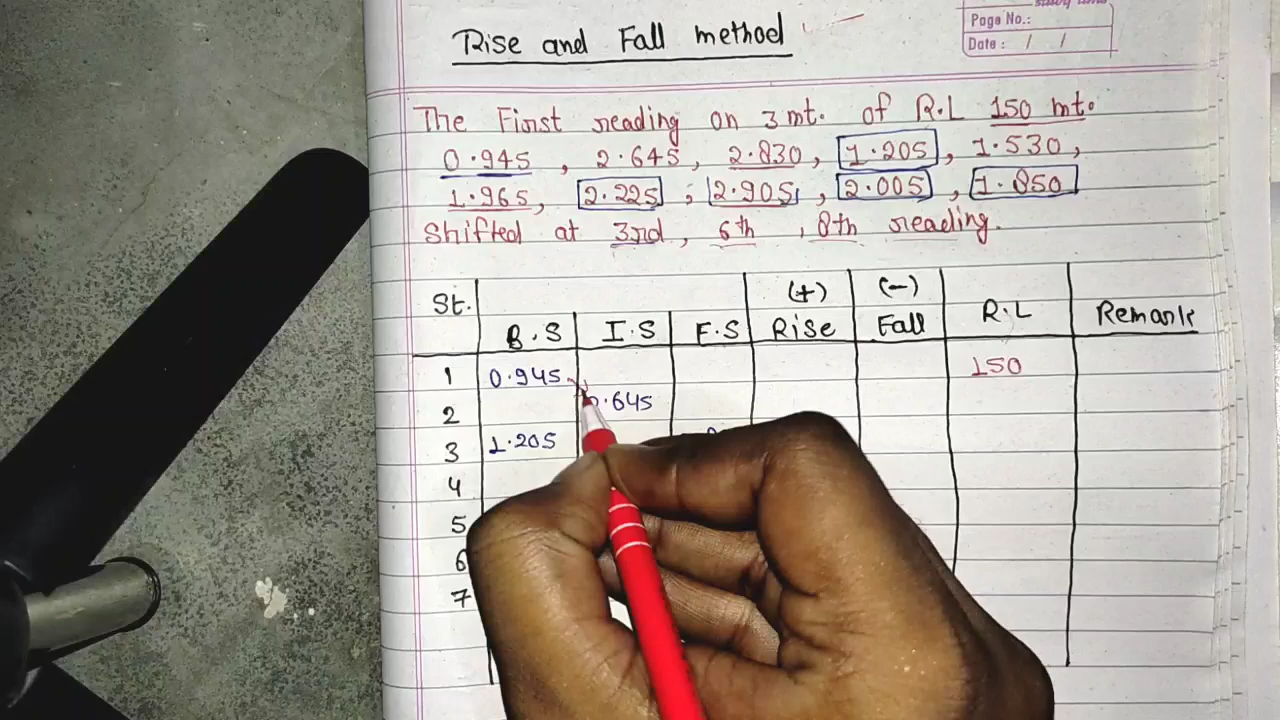 Rise and Fall method
Page No.:
Date : / /
The First reading on 3mt. of R.L 150 mt.
0.945 , 2.645 , 2.830 , 1.205 , 1.530 ,
1.965 , 2.225 , 2.905 , 2.005 , 1.850
Shifted at 3rd , 6th , 8th reading.
St. B.S I.S F.S (+) Rise (-) Fall R.L Remark
1 0.945 150
2 .645
3 1.205
4
5
6
7